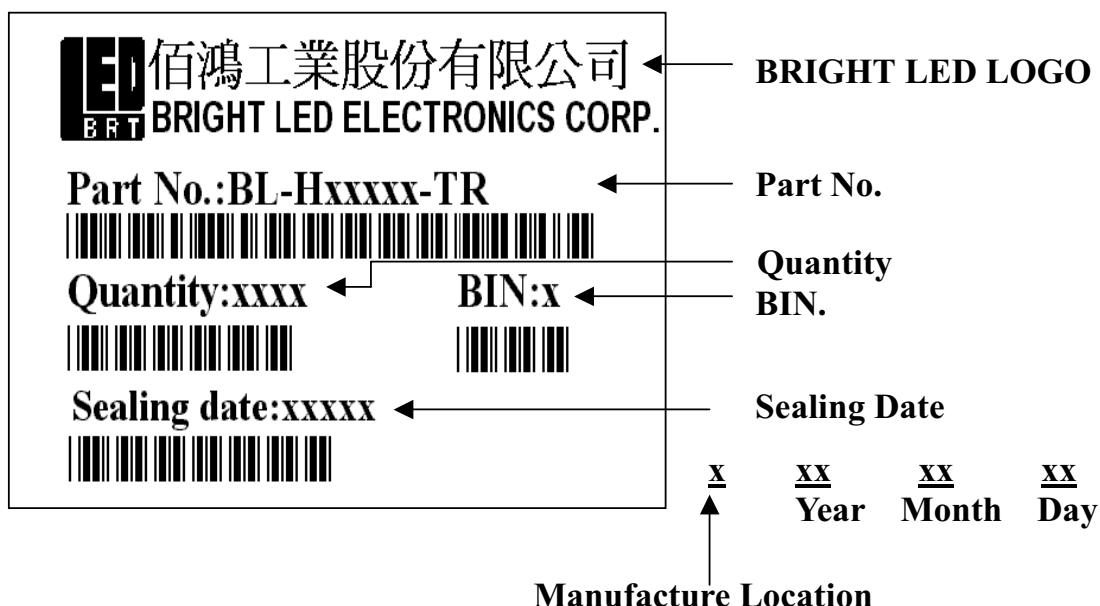 LED 佰鴻工業股份有限公司 BRIGHT LED LOGO
BRT BRIGHT LED ELECTRONICS CORP.
Part No.:BL-Hxxxxx-TR Part No.
Quantity
Quantity:xxxx BIN:x BIN.
Sealing date:xxxxx Sealing Date
x xx xx xx
Year Month Day
Manufacture Location